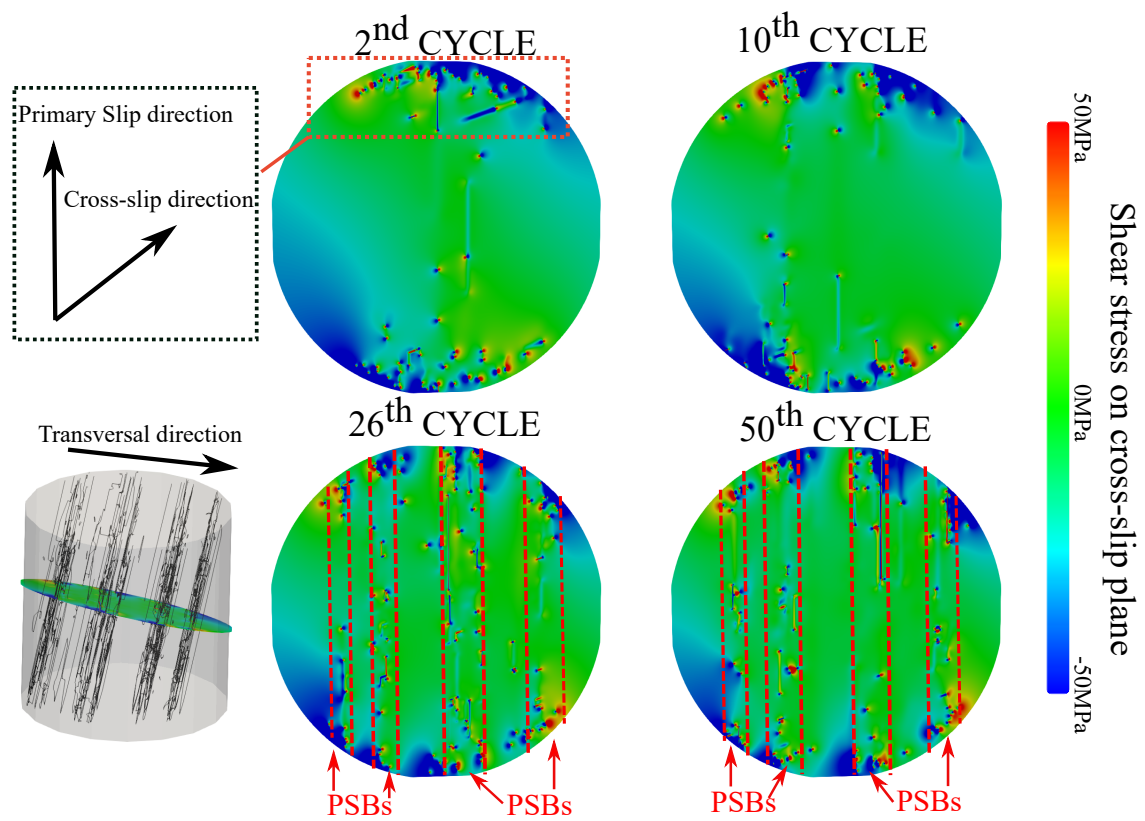 2nd CYCLE
10th CYCLE
Primary Slip direction
Cross-slip direction
50MPa
0MPa
-50MPa
Shear stress on cross-slip plane
Transversal direction
26th CYCLE
50th CYCLE
PSBs
PSBs
PSBs
PSBs